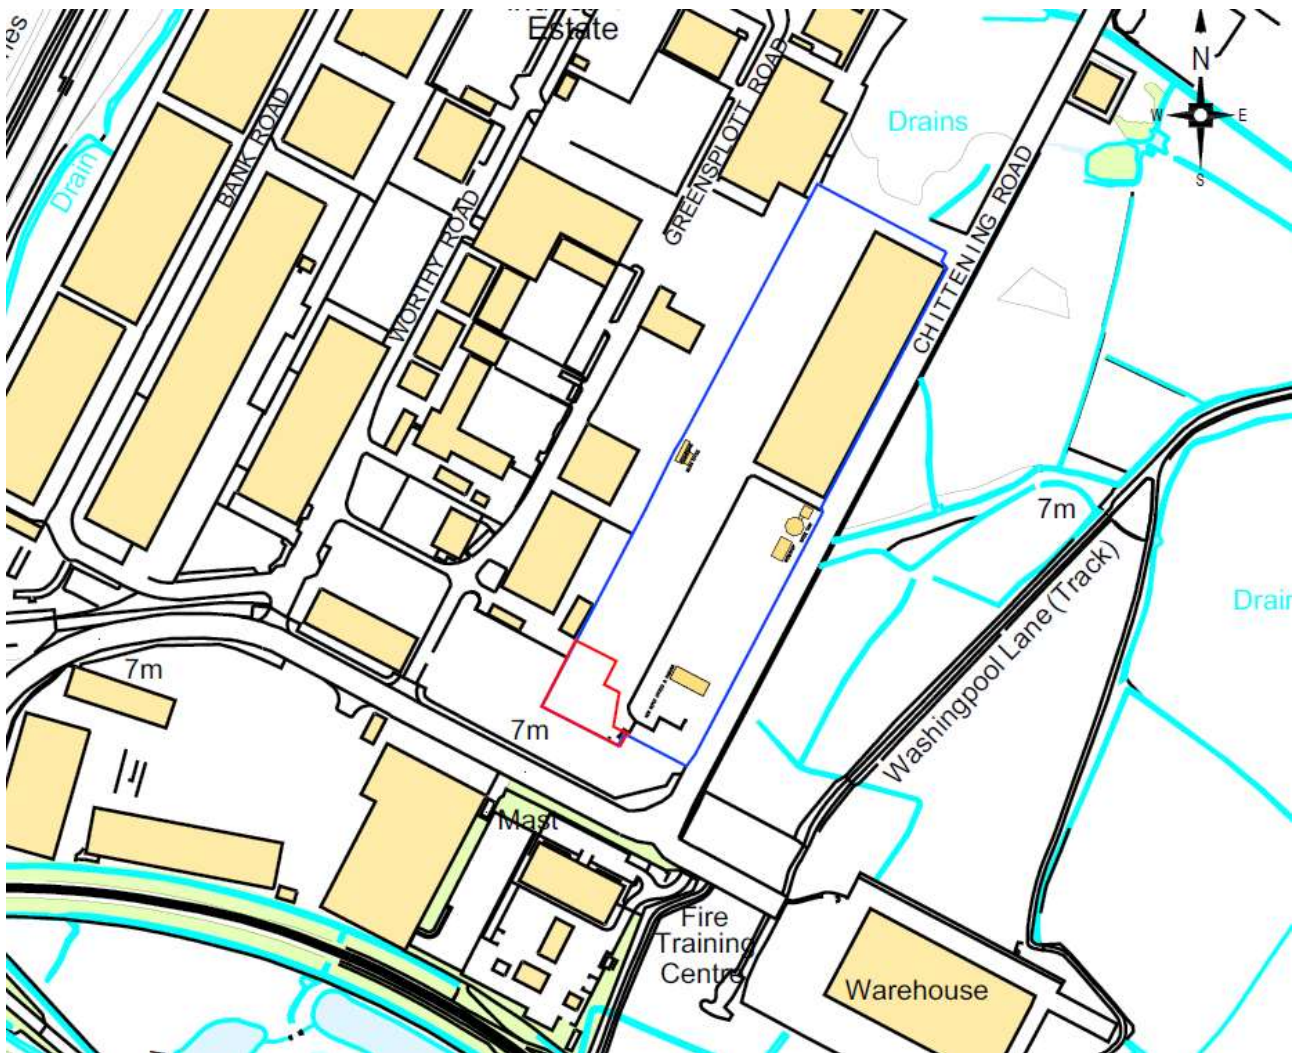 Estate
N
W
E
S
Drains
Drain
BANK ROAD
WORTHY ROAD
GREENSPLOTT ROAD
CHITTENING ROAD
7m
Washingpool Lane (Track)
7m
7m
Mast
Fire
Training
Centre
Warehouse